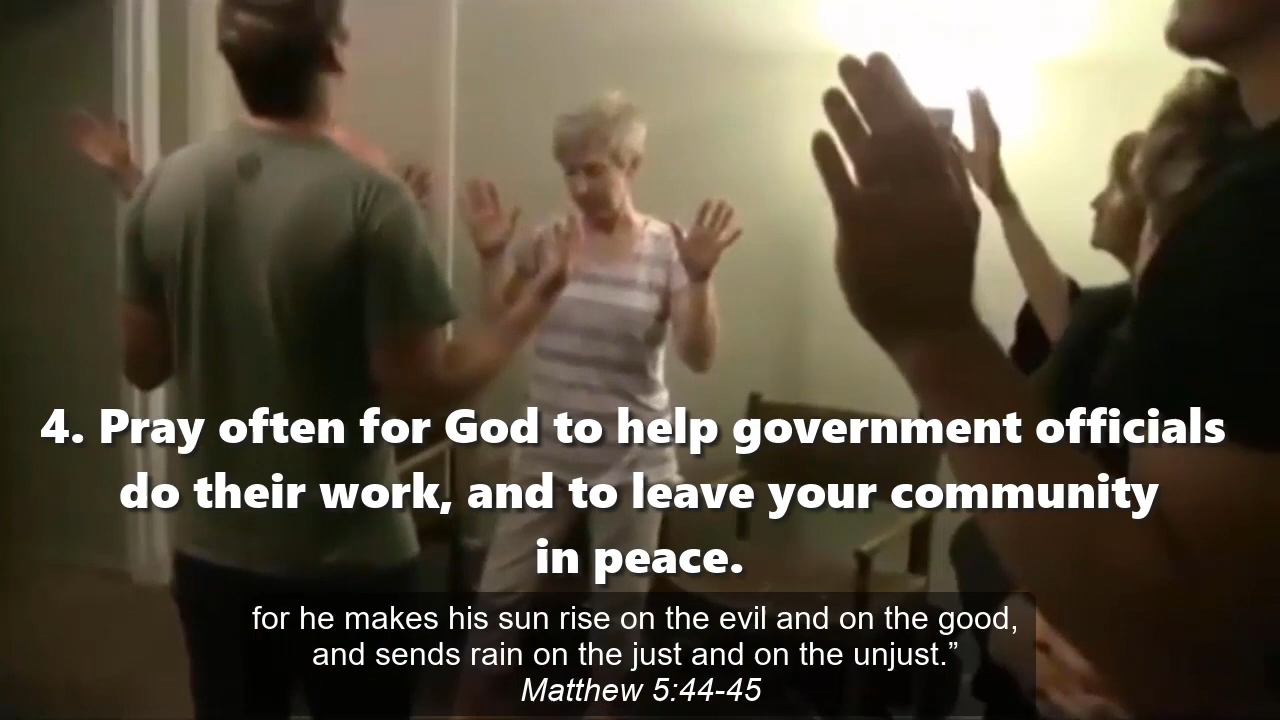 4. Pray often for God to help government officials
do their work, and to leave your community
in peace.
for he makes his sun rise on the evil and on the good,
and sends rain on the just and on the unjust.”
Matthew 5:44-45